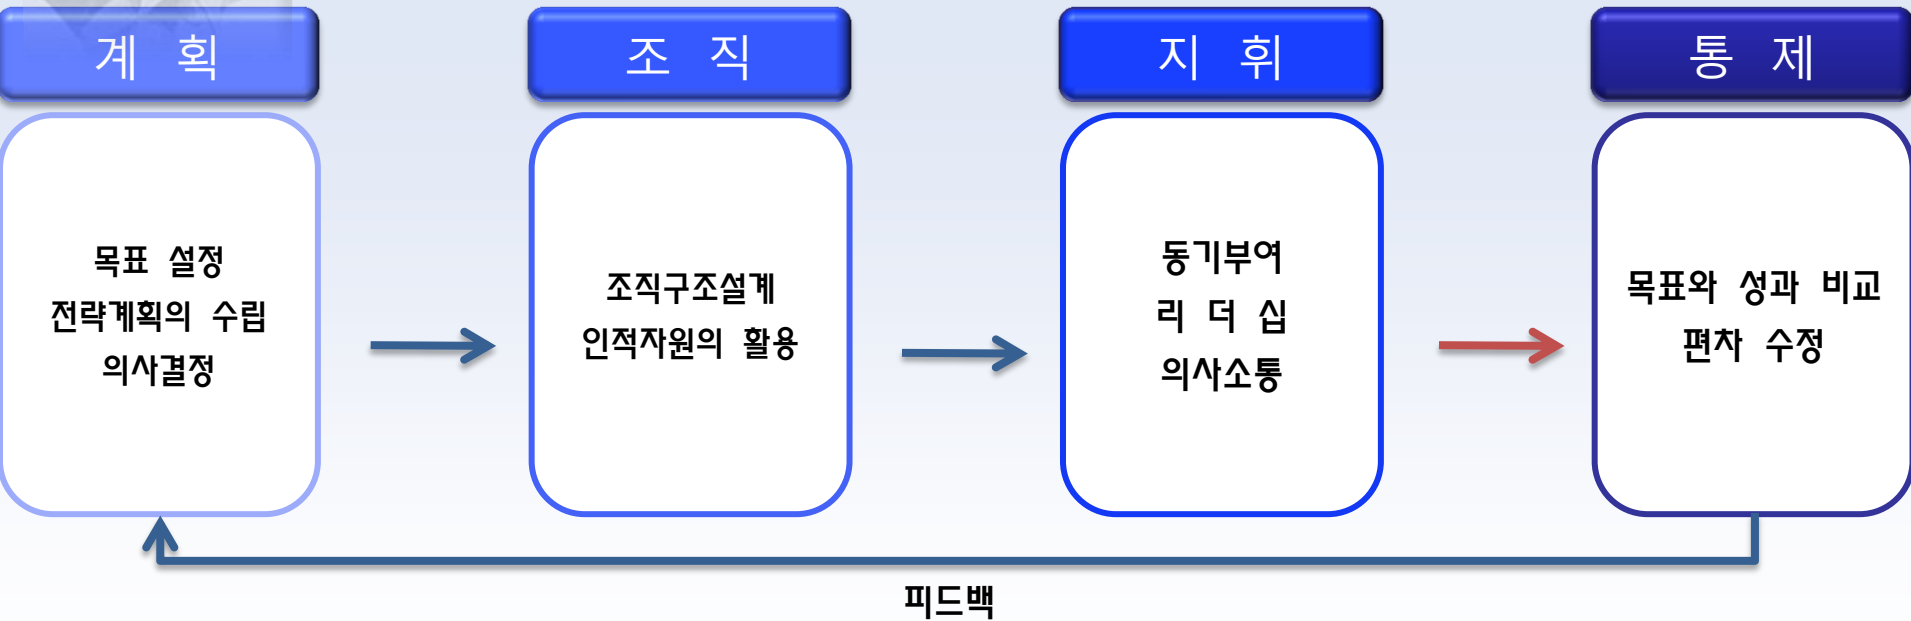 계 획
조 직
지 휘
통 제
목표 설정
전략계획의 수립
의사결정
조직구조설계
인적자원의 활용
동기부여
리 더 십
의사소통
목표와 성과 비교
편차 수정
피드백